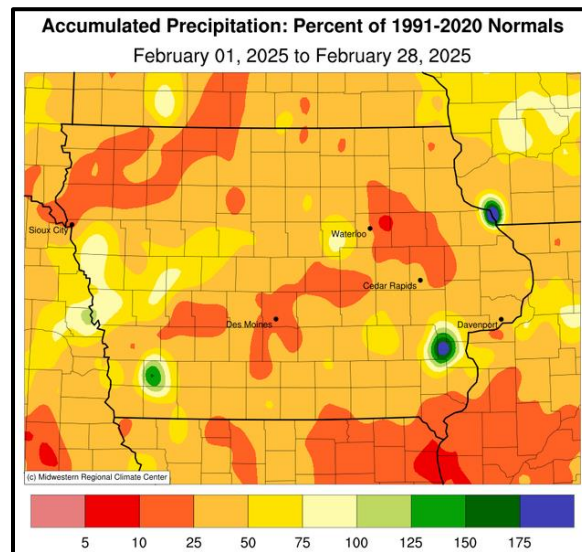 Accumulated Precipitation: Percent of 1991-2020 Normals
February 01, 2025 to February 28, 2025
Sioux City
Waterloo
Cedar Rapids
Des Moines
Davenport
(c) Midwestern Regional Climate Center
5 10 25 50 75 100 125 150 175